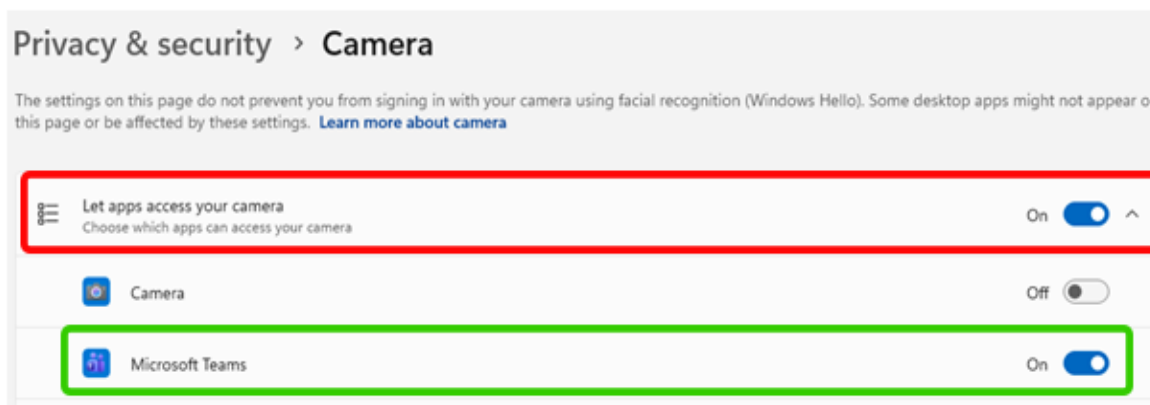 Privacy & security > Camera
The settings on this page do not prevent you from signing in with your camera using facial recognition (Windows Hello). Some desktop apps might not appear o
this page or be affected by these settings. Learn more about camera
Let apps access your camera
Choose which apps can access your camera
On
Camera
Off
Microsoft Teams
On